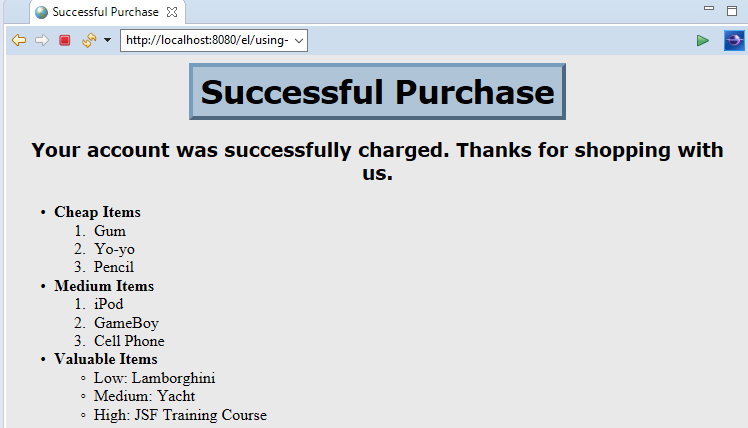 Successful Purchase
http://localhost:8080/el/using-
Successful Purchase
Your account was successfully charged. Thanks for shopping with
us.
• Cheap Items
1. Gum
2. Yo-yo
3. Pencil
• Medium Items
1. iPod
2. GameBoy
3. Cell Phone
• Valuable Items
◦ Low: Lamborghini
◦ Medium: Yacht
◦ High: JSF Training Course